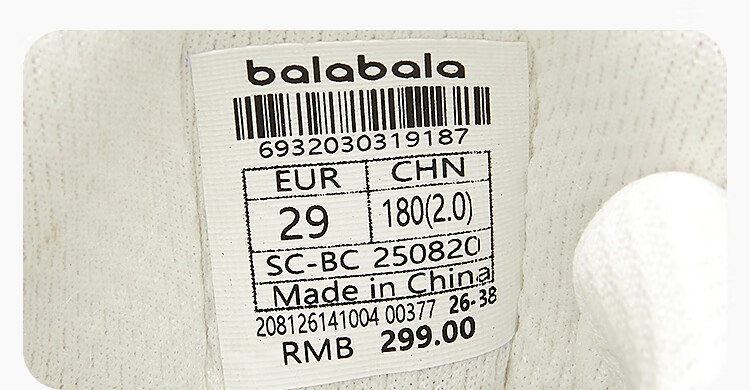 balabala
6932030319187
EUR CHN
29 180(2.0)
SC-BC 250820
Made in China
208126141004 00377 26-38
RMB 299.00